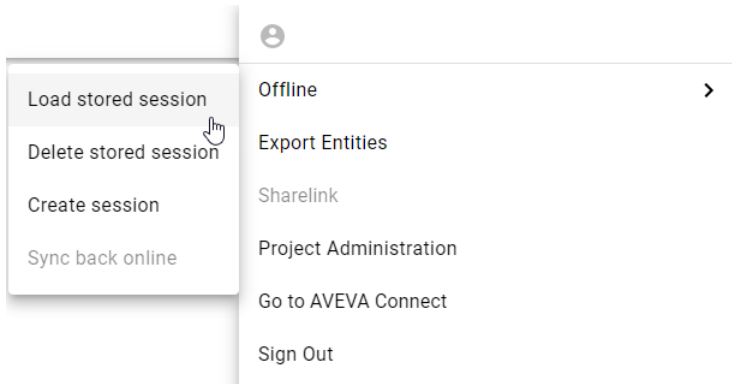 Load stored session
Delete stored session
Create session
Sync back online
Offline
Export Entities
Sharelink
Project Administration
Go to AVEVA Connect
Sign Out